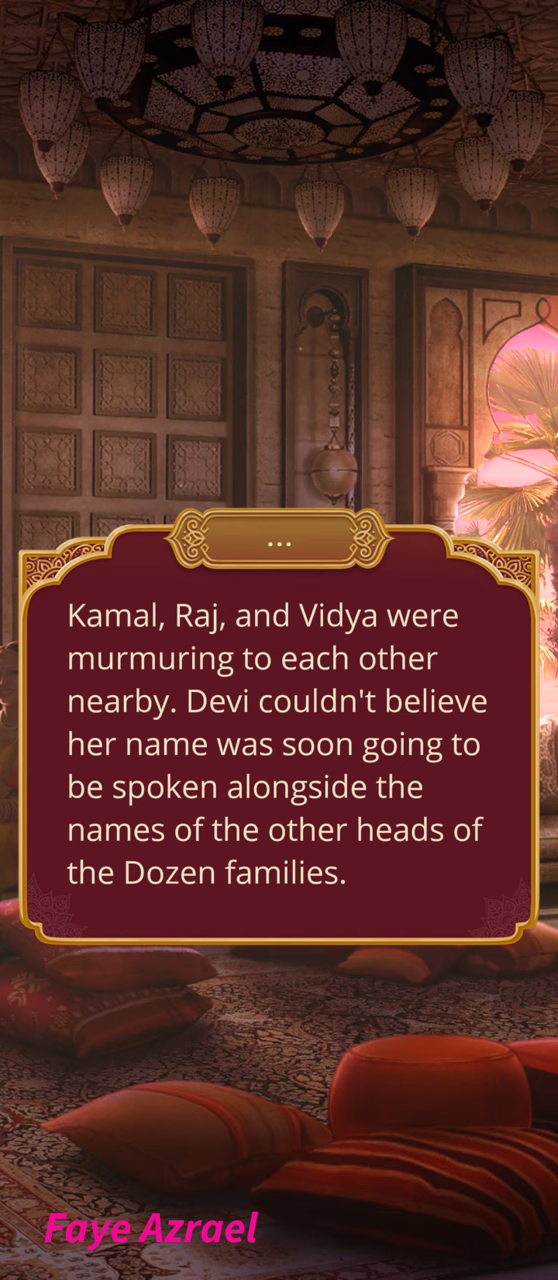 ...
Kamal, Raj, and Vidya were
murmuring to each other
nearby. Devi couldn't believe
her name was soon going to
be spoken alongside the
names of the other heads of
the Dozen families.
Faye Azrael